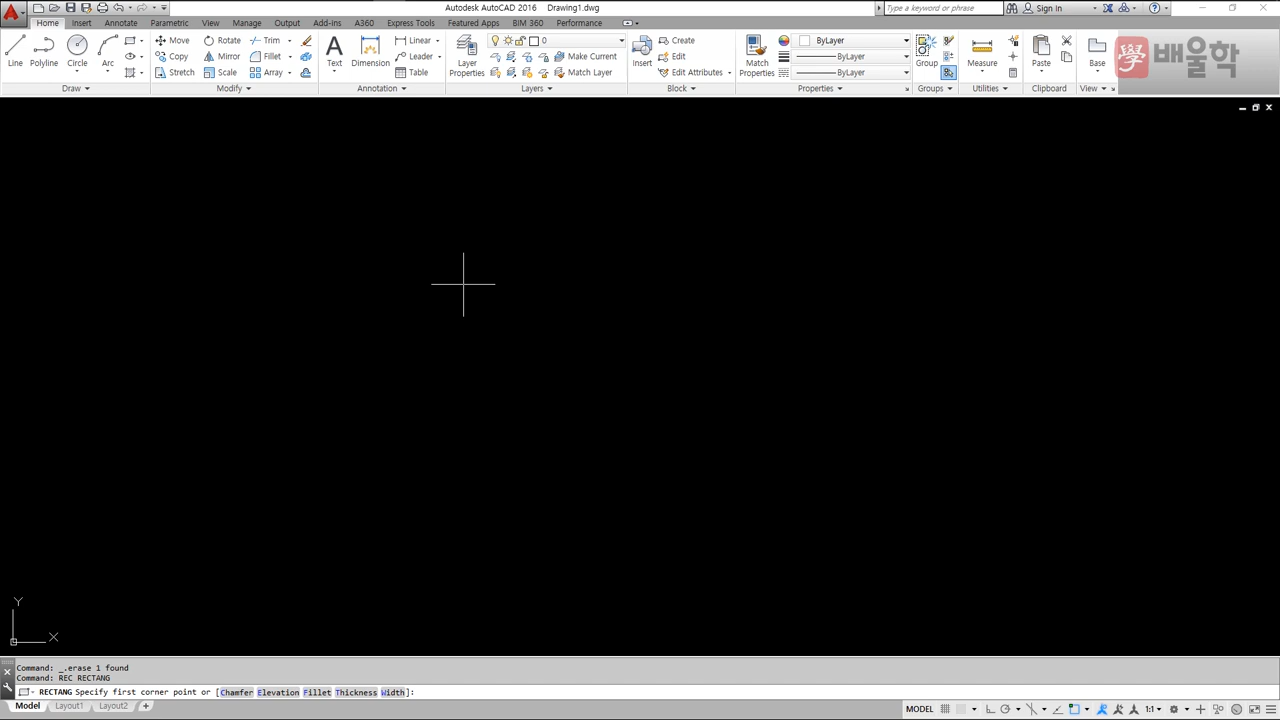 Autodesk AutoCAD 2016 Drawing1.dwg
Type a keyword or phrase
Sign In
Home Insert Annotate Parametric View Manage Output Add-ins A360 Express Tools Featured Apps BIM 360 Performance
Line
Polyline
Circle
Arc
Draw
Move
Rotate
Trim
Copy
Mirror
Fillet
Stretch
Scale
Array
Modify
Text
Dimension
Linear
Leader
Table
Annotation
Layer
Properties
0
Make Current
Match Layer
Layers
Insert
Create
Edit
Edit Attributes
Block
Match
Properties
ByLayer
ByLayer
ByLayer
Properties
Group
Groups
Measure
Utilities
Paste
Clipboard
Base
View
學 배울학
Y
X
Command: _.erase 1 found
Command: REC RECTANG
RECTANG Specify first corner point or [Chamfer Elevation Fillet Thickness Width]:
Model Layout1 Layout2 +
MODEL
1:1